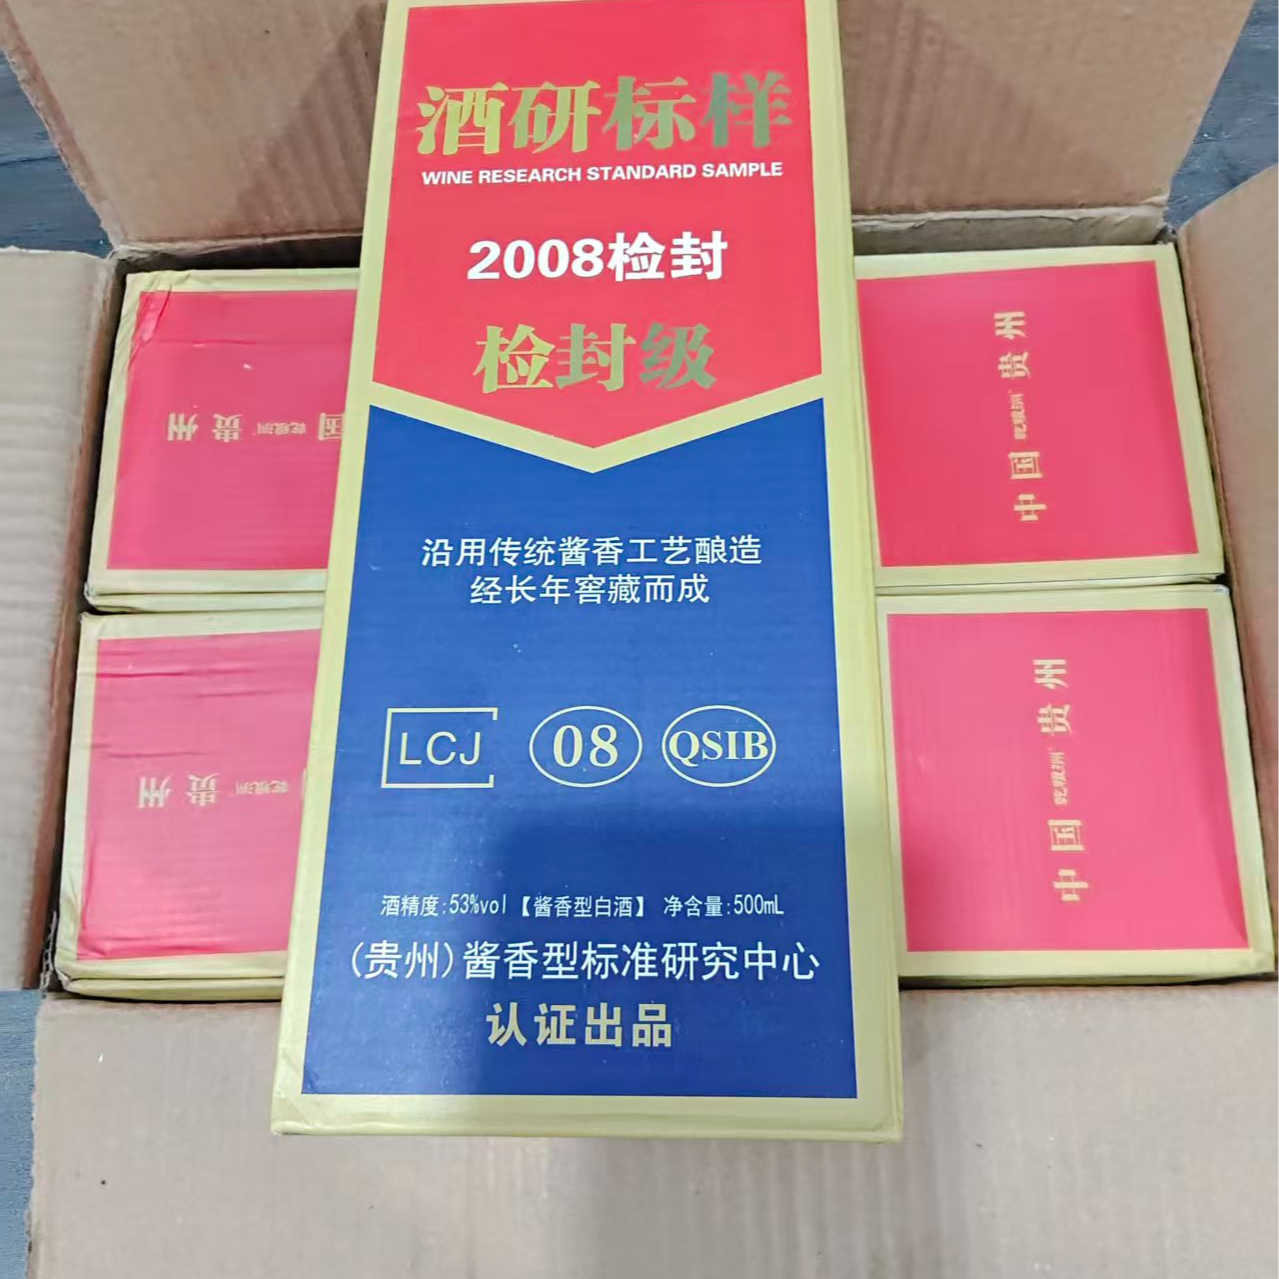 酒研标样
WINE RESEARCH STANDARD SAMPLE
2008检封
检封级
沿用传统酱香工艺酿造
经长年窖藏而成
LCJ
08
QSIB
酒精度:53%vol【酱香型白酒】 净含量:500mL
(贵州)酱香型标准研究中心
认证出品
国 贵州
中国 贵州
贵州
中国 贵州